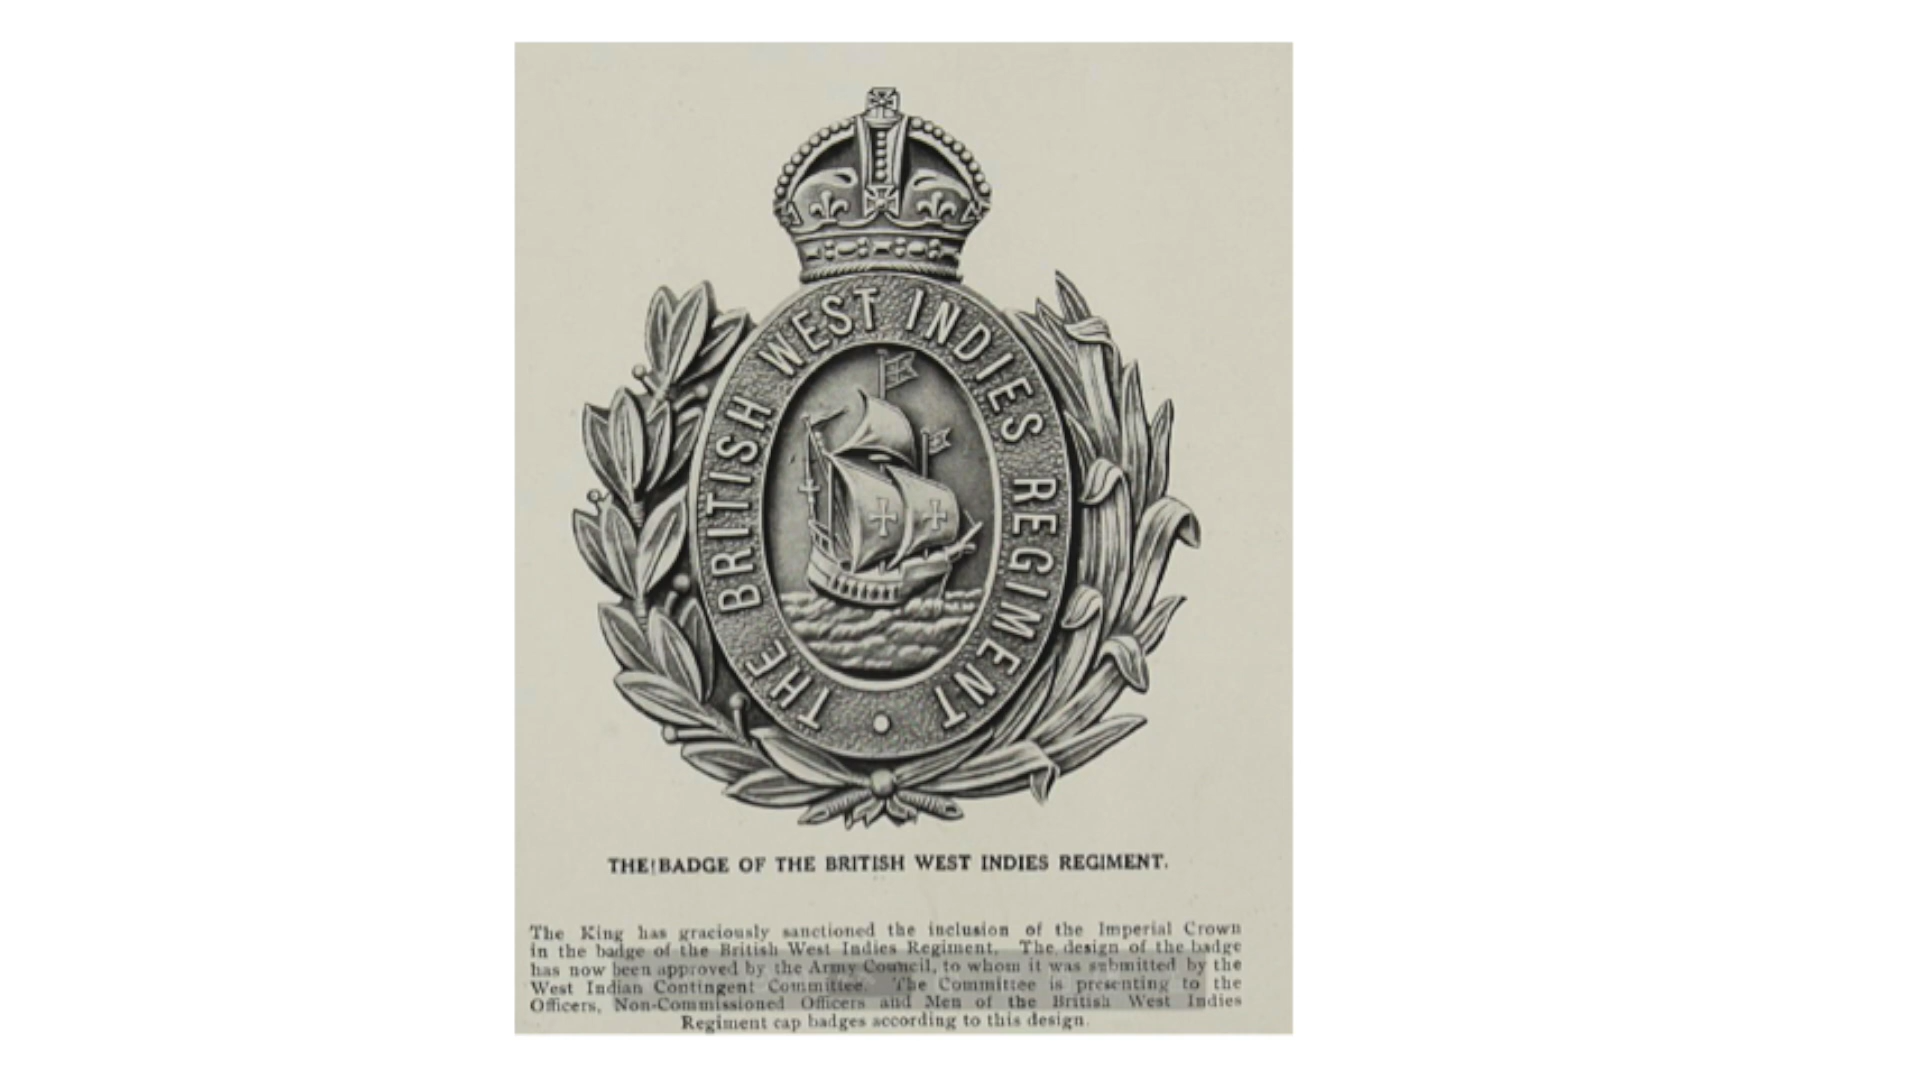 THE BRITISH WEST INDIES REGIMENT
THE BADGE OF THE BRITISH WEST INDIES REGIMENT.
The King has graciously sanctioned the inclusion of the Imperial Crown
in the badge of the British West Indies Regiment. The design of the badge
has now been approved by the Army Council, to whom it was submitted by the
West Indian Contingent Committee. The Committee is presenting to the
Officers, Non-Commissioned Officers and Men of the British West Indies
Regiment cap badges according to this design.